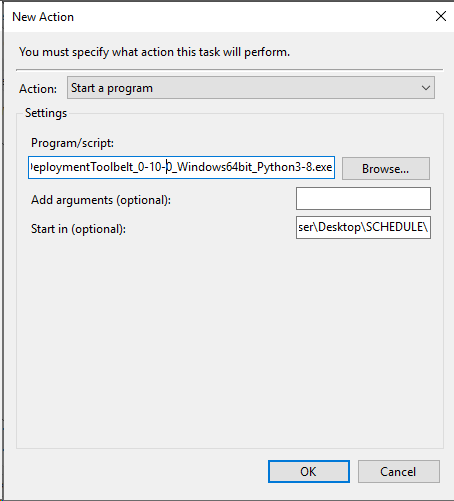 New Action
You must specify what action this task will perform.
Action: Start a program
Settings
Program/script:
eploymentToolbelt_0-10-0_Windows64bit_Python3-8.exe
Browse...
Add arguments (optional):
Start in (optional): ser\Desktop\SCHEDULE\
OK Cancel